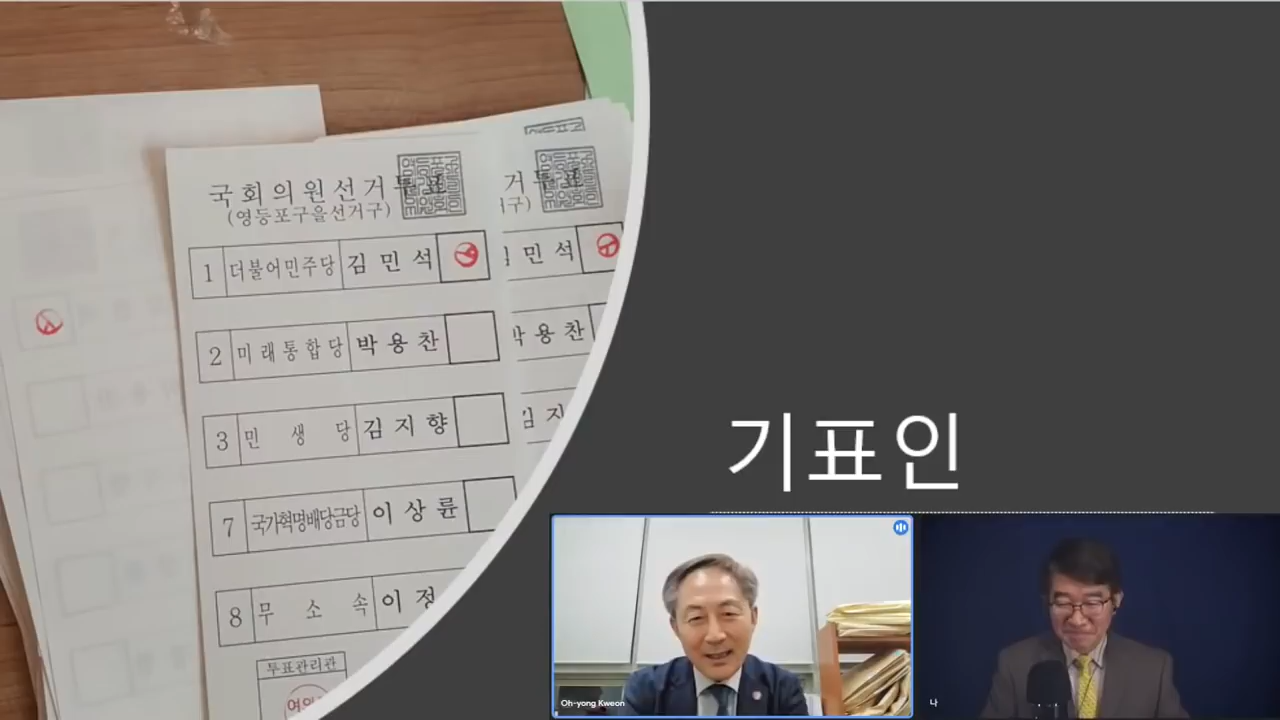 국회의원선거투표
(영등포구을선거구)
1 더불어민주당 김민석
2 미래통합당 박용찬
3 민생당 김지향
7 국가혁명배당금당 이상륜
8 무소속 이정
투표관리관
거투표
구)
민석
박용찬
김지
기표인
Oh-yong Kweon
나